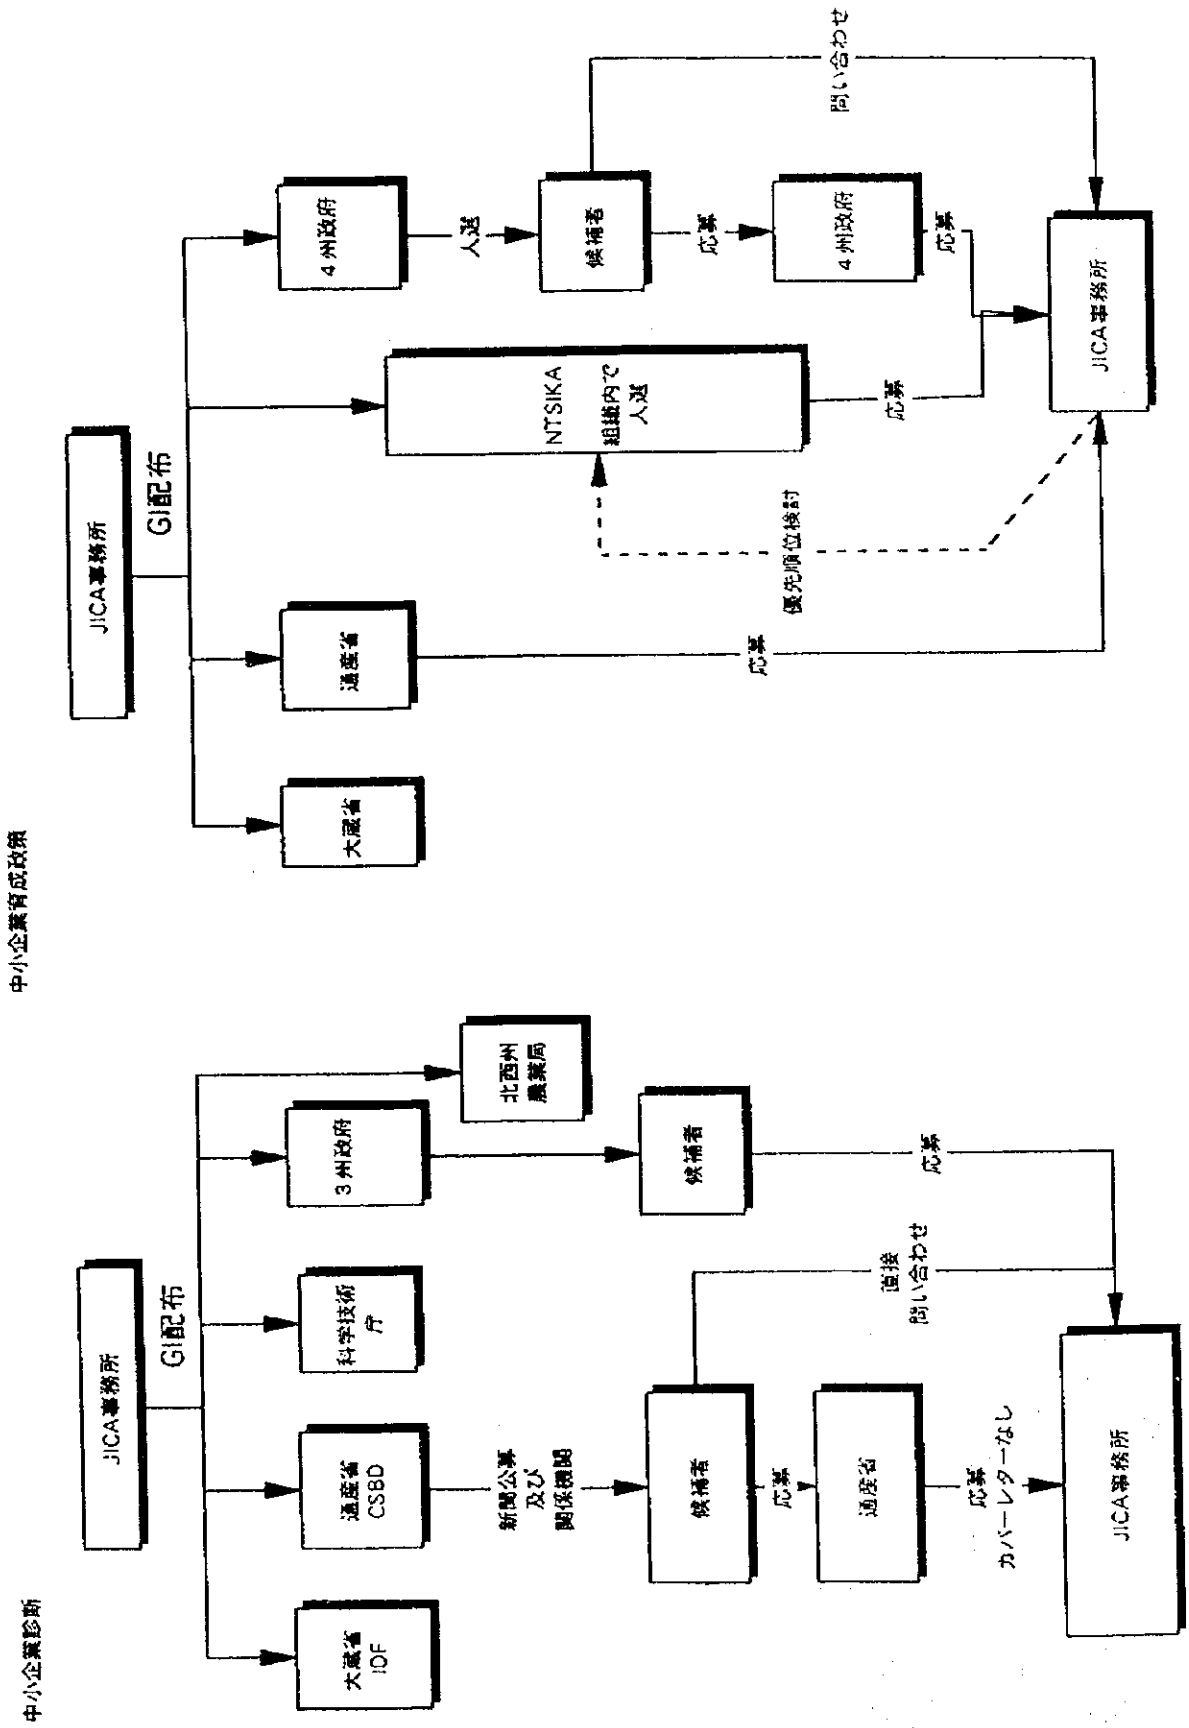 中小企業診断
JICA事務所
GI配布
大蔵省
IDF
通産省
CSBD
科学技術
庁
3州政府
北西州
農業局
新聞公募
及び
関係機関
候補者
候補者
応募
直接
問い合わせ
応募
通産省
応募
カバーレターなし
JICA事務所
中小企業育成政策
JICA事務所
GI配布
大蔵省
通産省
NTSIKA
組織内で
人選
4州政府
人選
候補者
応募
4州政府
問い合わせ
応募
応募
応募
優先順位検討
JICA事務所